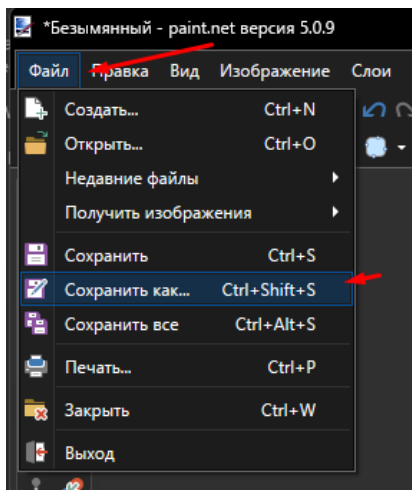 *Безымянный - paint.net версия 5.0.9
Файл Правка Вид Изображение Слои
Создать... Ctrl+N
Открыть... Ctrl+O
Недавние файлы
Получить изображения
Сохранить Ctrl+S
Сохранить как... Ctrl+Shift+S
Сохранить все Ctrl+Alt+S
Печать... Ctrl+P
Закрыть Ctrl+W
Выход